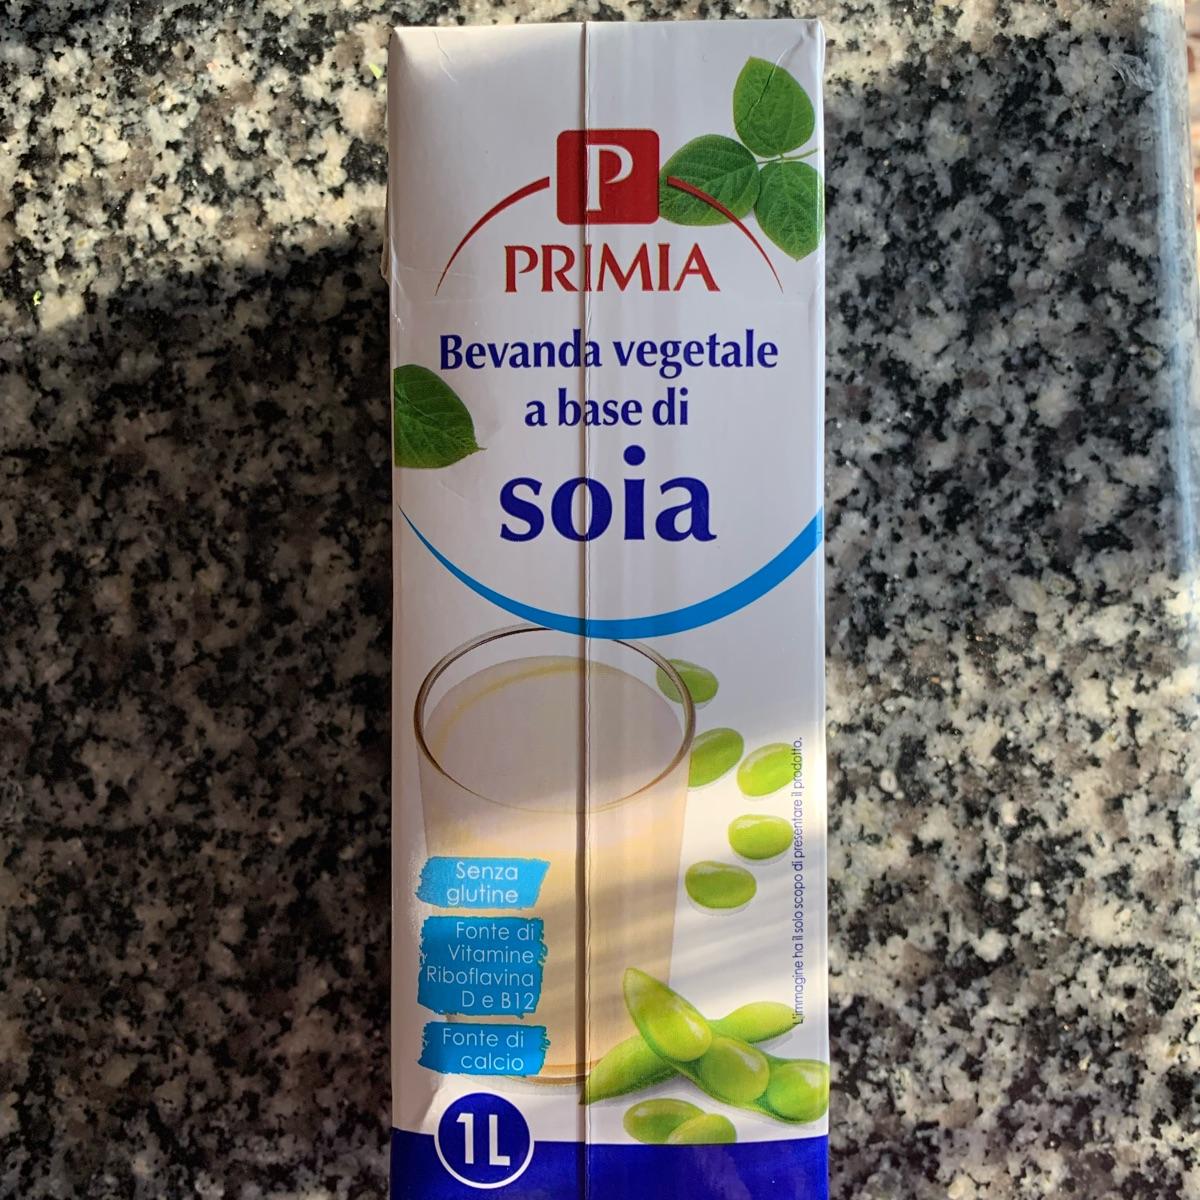 P
PRIMIA
Bevanda vegetale
a base di
soia
Senza
glutine
Fonte di
Vitamine
Riboflavina
D e B12
Fonte di
calcio
1L
L'immagine ha il solo scopo di presentare il prodotto.